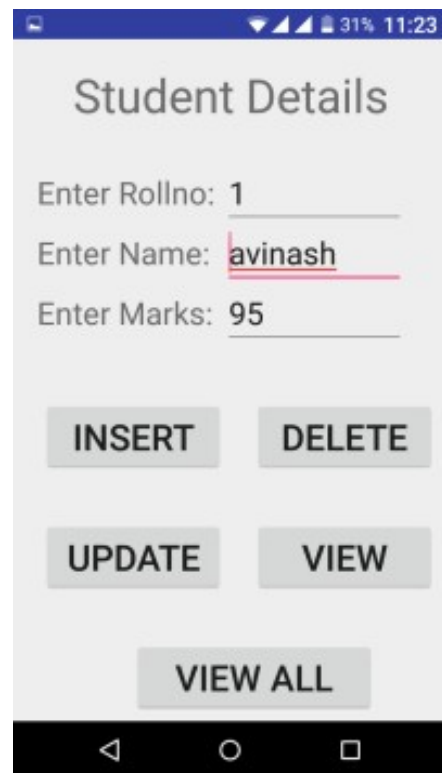 31% 11:23
Student Details
Enter Rollno: 1
Enter Name: avinash
Enter Marks: 95
INSERT DELETE
UPDATE VIEW
VIEW ALL